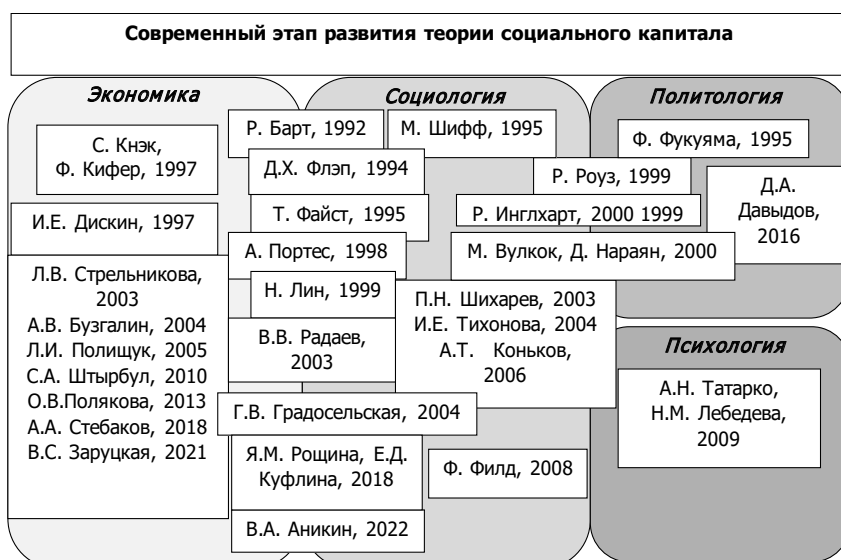 Современный этап развития теории социального капитала
Экономика
С. Кнэк,
Ф. Кифер, 1997
И.Е. Дискин, 1997
Л.В. Стрельникова,
2003
А.В. Бузгалин, 2004
Л.И. Полищук, 2005
С.А. Штырбул, 2010
О.В.Полякова, 2013
А.А. Стебаков, 2018
В.С. Заруцкая, 2021
Р. Барт, 1992
Д.Х. Флэп, 1994
Т. Файст, 1995
А. Портес, 1998
Н. Лин, 1999
В.В. Радаев,
2003
Г.В. Градосельская, 2004
Я.М. Рощина, Е.Д.
Куфлина, 2018
В.А. Аникин, 2022
Социология
М. Шифф, 1995
Р. Роуз, 1999
Р. Инглхарт, 2000 1999
М. Вулкок, Д. Нараян, 2000
П.Н. Шихарев, 2003
И.Е. Тихонова, 2004
А.Т. Коньков,
2006
Ф. Филд, 2008
Политология
Ф. Фукуяма, 1995
Д.А.
Давыдов,
2016
Психология
А.Н. Татарко,
Н.М. Лебедева,
2009